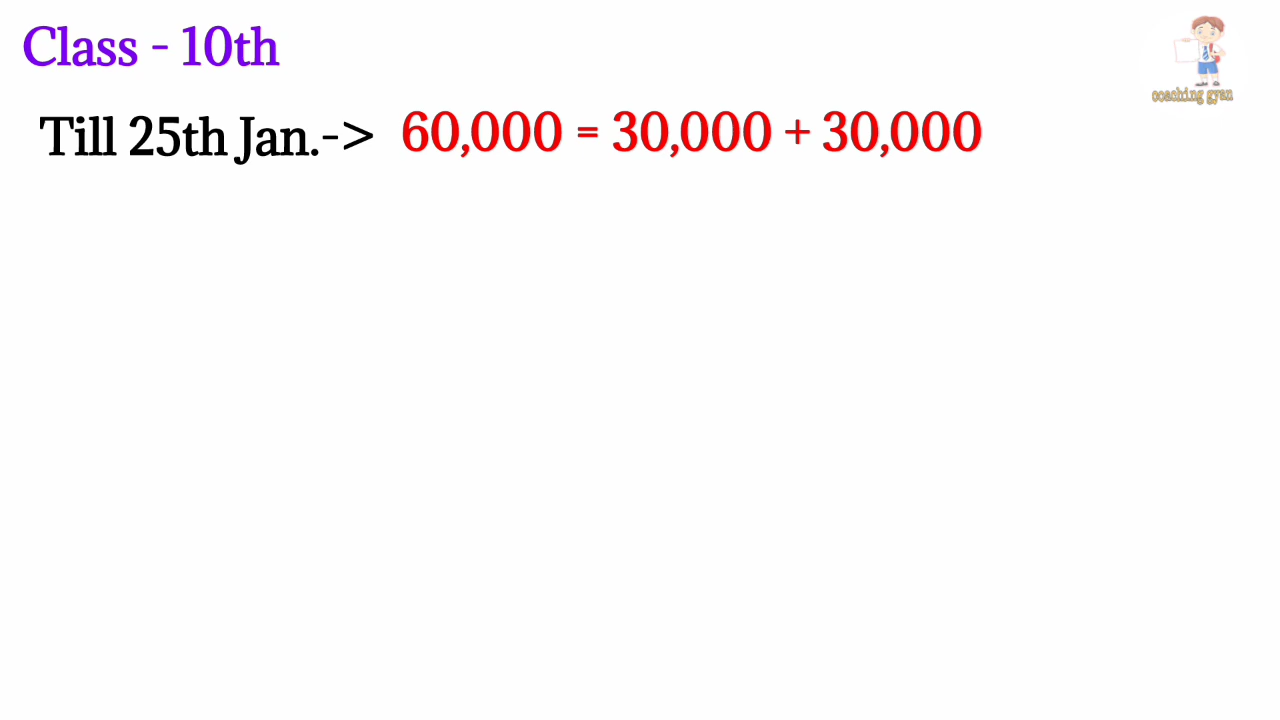 Class - 10th
coaching gyan
Till 25th Jan.-> 60,000 = 30,000 + 30,000